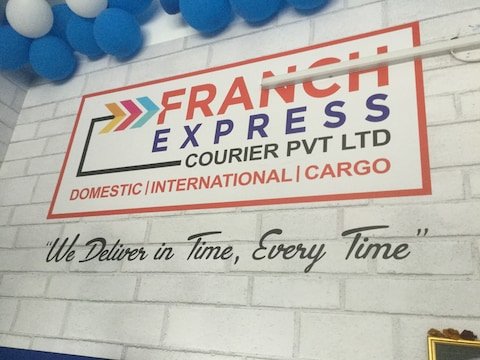 FRANCH
EXPRESS
COURIER PVT LTD
DOMESTIC | INTERNATIONAL | CARGO
"We Deliver in Time, Every Time"